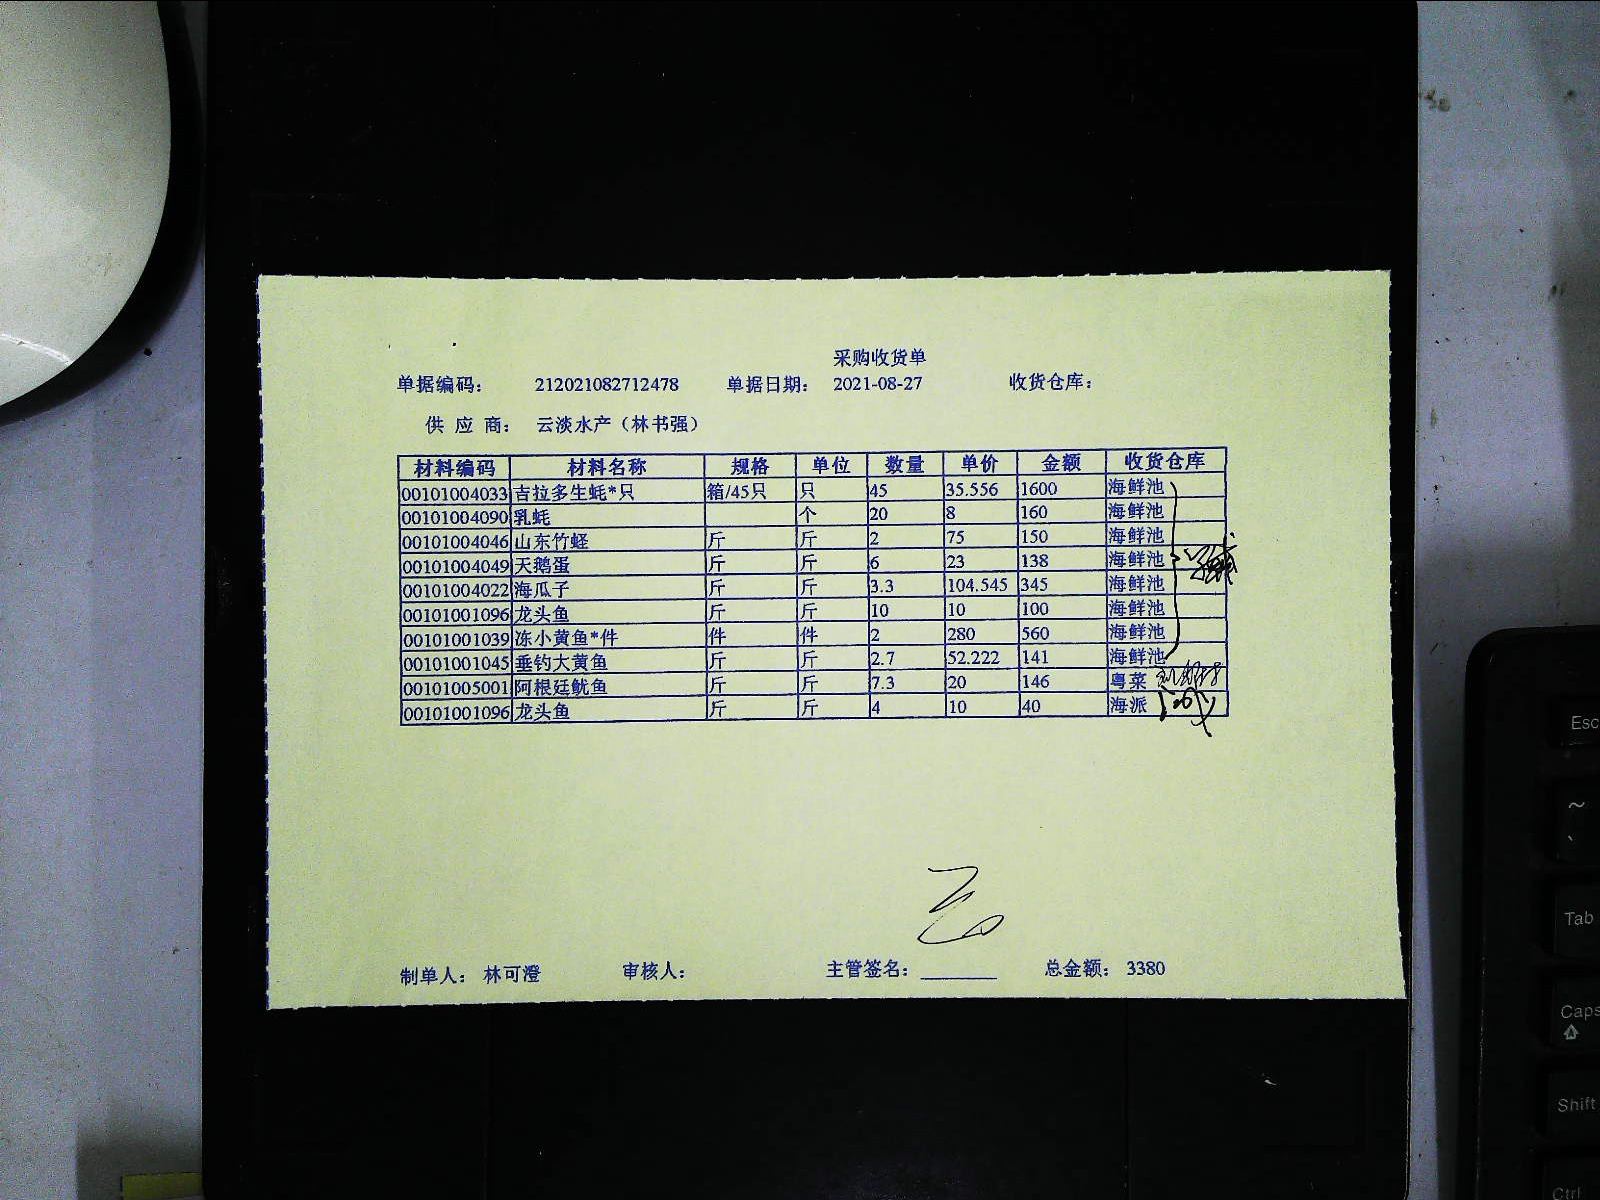 采购收货单
单据编码： 212021082712478 单据日期： 2021-08-27 收货仓库：
供 应 商： 云淡水产（林书强）
材料编码 材料名称 规格 单位 数量 单价 金额 收货仓库
00101004033 吉拉多生蚝*只 箱/45只 只 45 35.556 1600 海鲜池
00101004090 乳蚝 个 20 8 160 海鲜池
00101004046 山东竹蛏 斤 斤 2 75 150 海鲜池
00101004049 天鹅蛋 斤 斤 6 23 138 海鲜池
00101004022 海瓜子 斤 斤 3.3 104.545 345 海鲜池
00101001096 龙头鱼 斤 斤 10 10 100 海鲜池
00101001039 冻小黄鱼*件 件 件 2 280 560 海鲜池
00101001045 垂钓大黄鱼 斤 斤 2.7 52.222 141 海鲜池
00101005001 阿根廷鱿鱼 斤 斤 7.3 20 146 粤菜
00101001096 龙头鱼 斤 斤 4 10 40 海派
制单人： 林可澄 审核人： 主管签名： 总金额： 3380
Esc
~
`
Tab
Caps
Shift
Ctrl